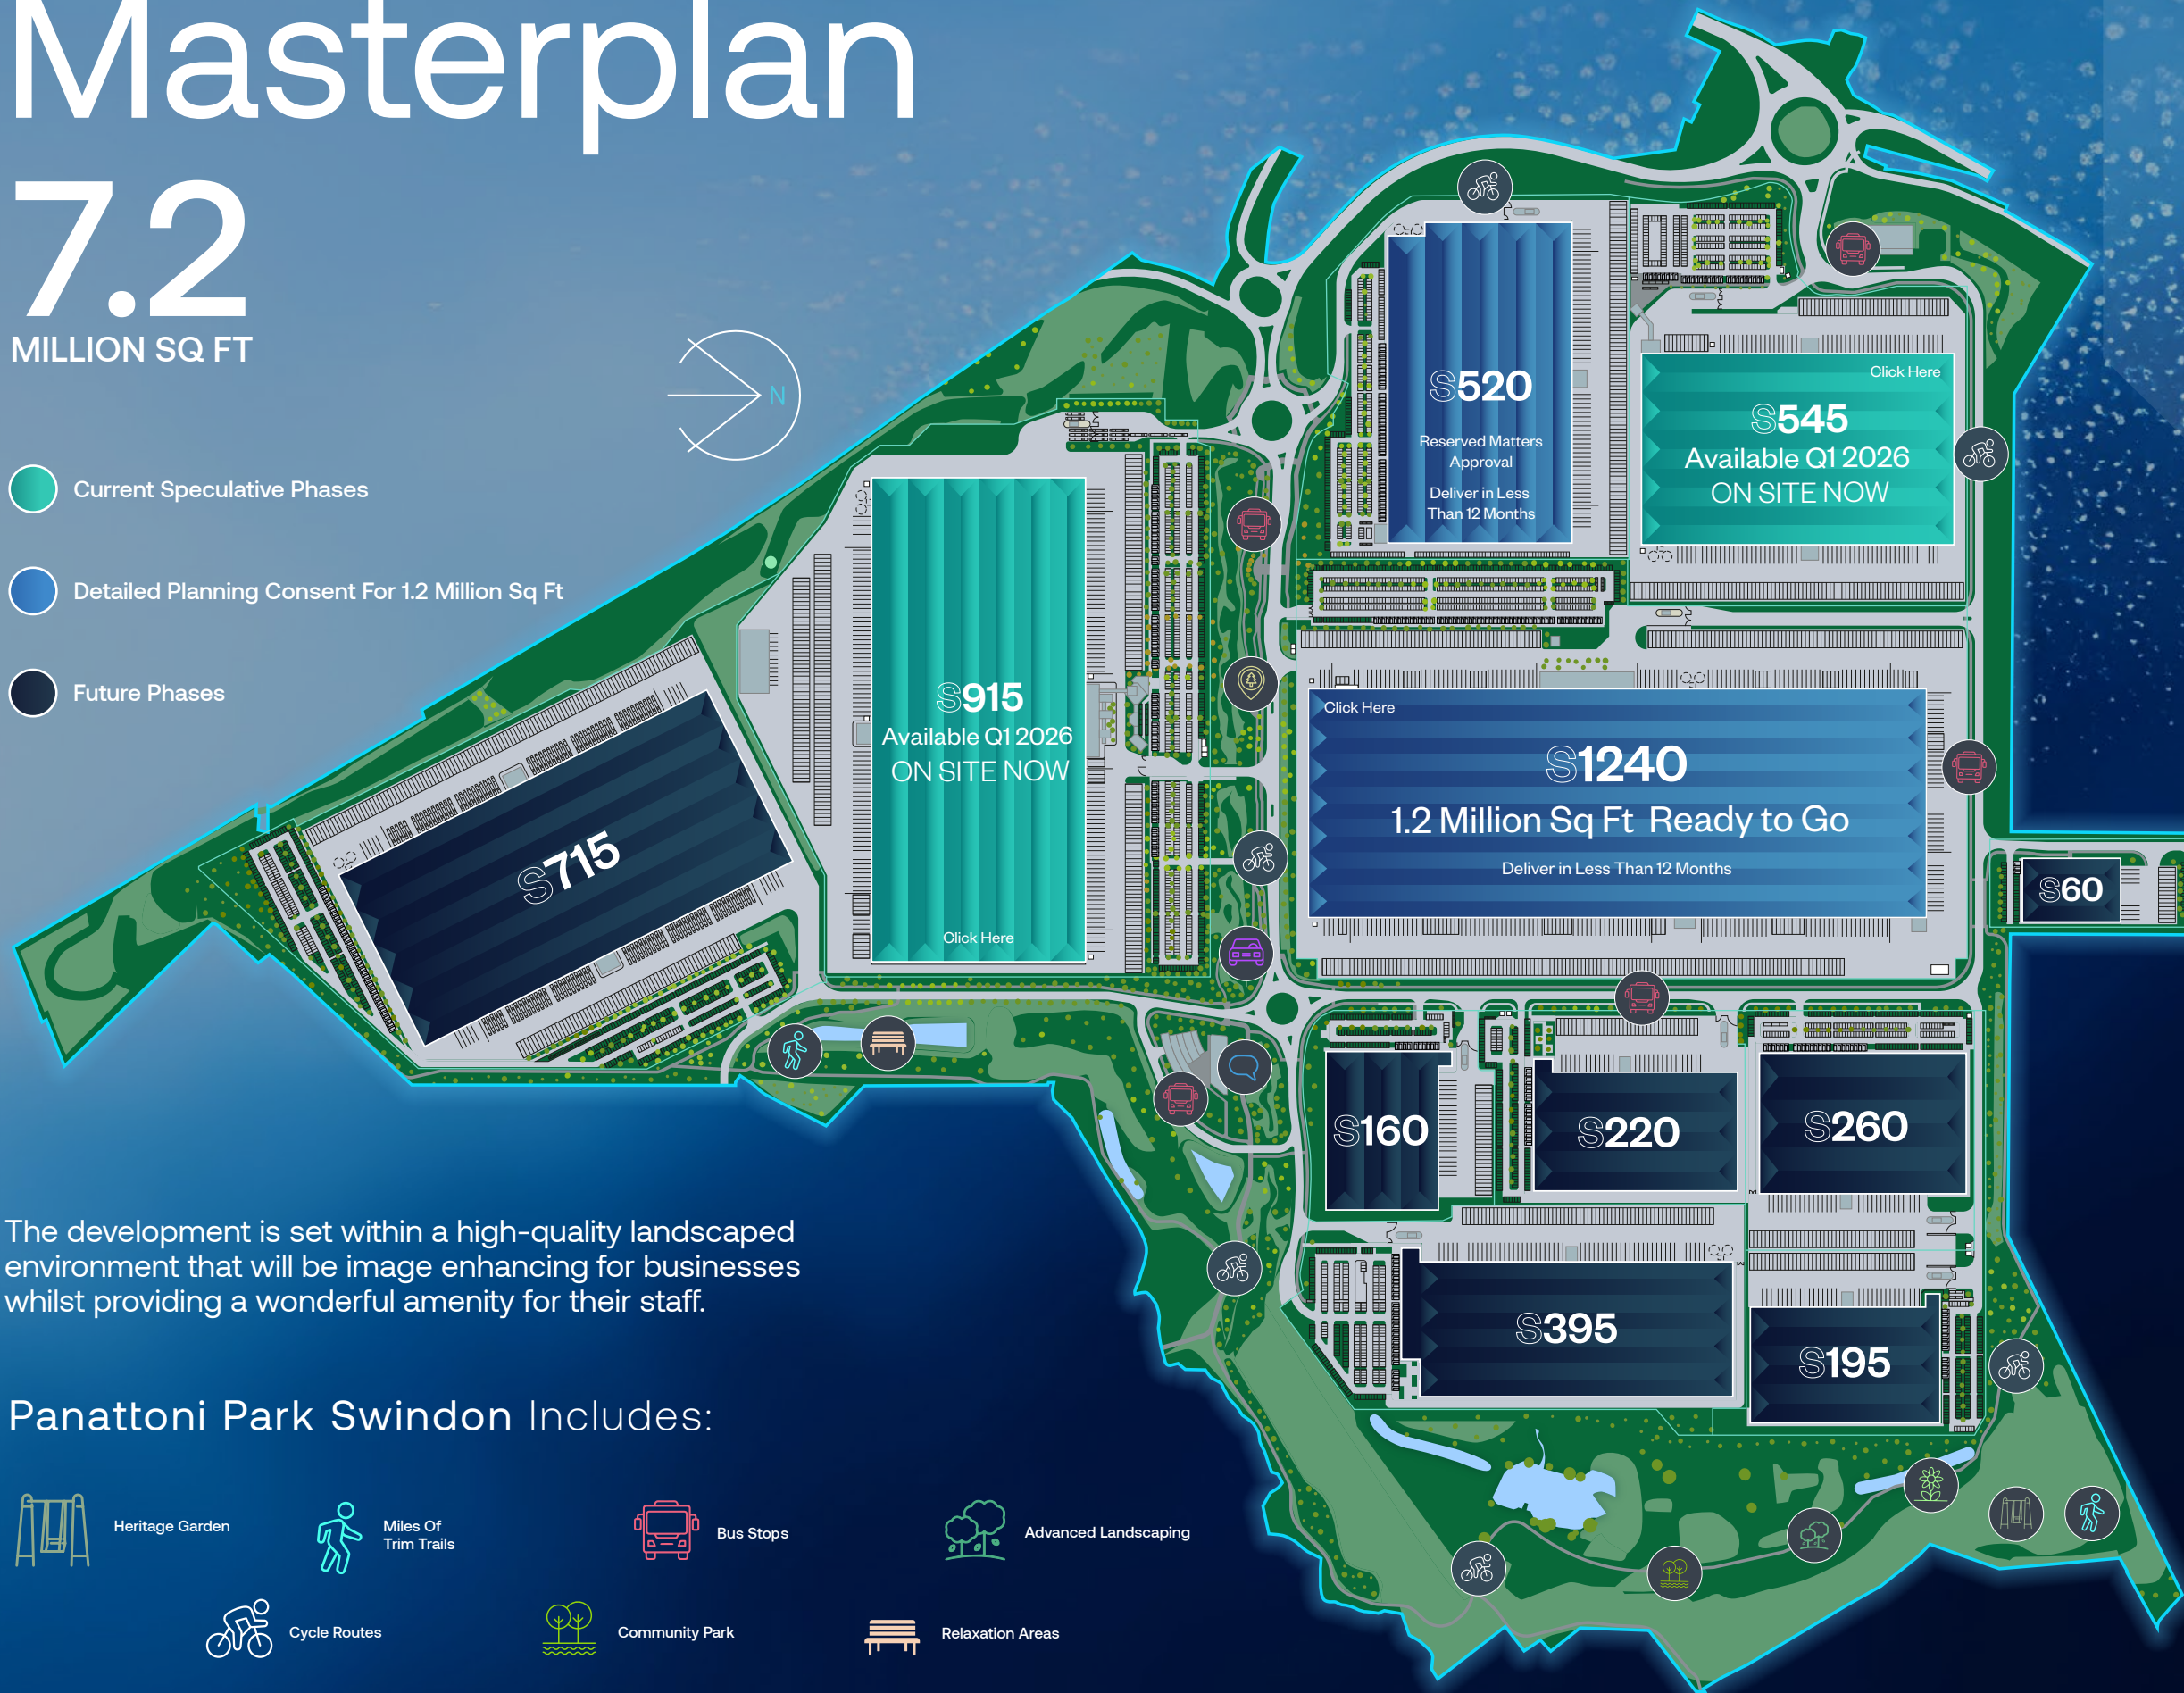 Masterplan
7.2
MILLION SQ FT
N
Current Speculative Phases
Detailed Planning Consent For 1.2 Million Sq Ft
Future Phases
S520
Reserved Matters
Approval
Deliver in Less
Than 12 Months
Click Here
S545
Available Q1 2026
ON SITE NOW
S915
Available Q1 2026
ON SITE NOW
Click Here
S715
Click Here
S1240
1.2 Million Sq Ft Ready to Go
Deliver in Less Than 12 Months
S60
S160
S220
S260
S395
S195
The development is set within a high-quality landscaped
environment that will be image enhancing for businesses
whilst providing a wonderful amenity for their staff.
Panattoni Park Swindon Includes:
Heritage Garden
Miles Of
Trim Trails
Bus Stops
Advanced Landscaping
Cycle Routes
Community Park
Relaxation Areas